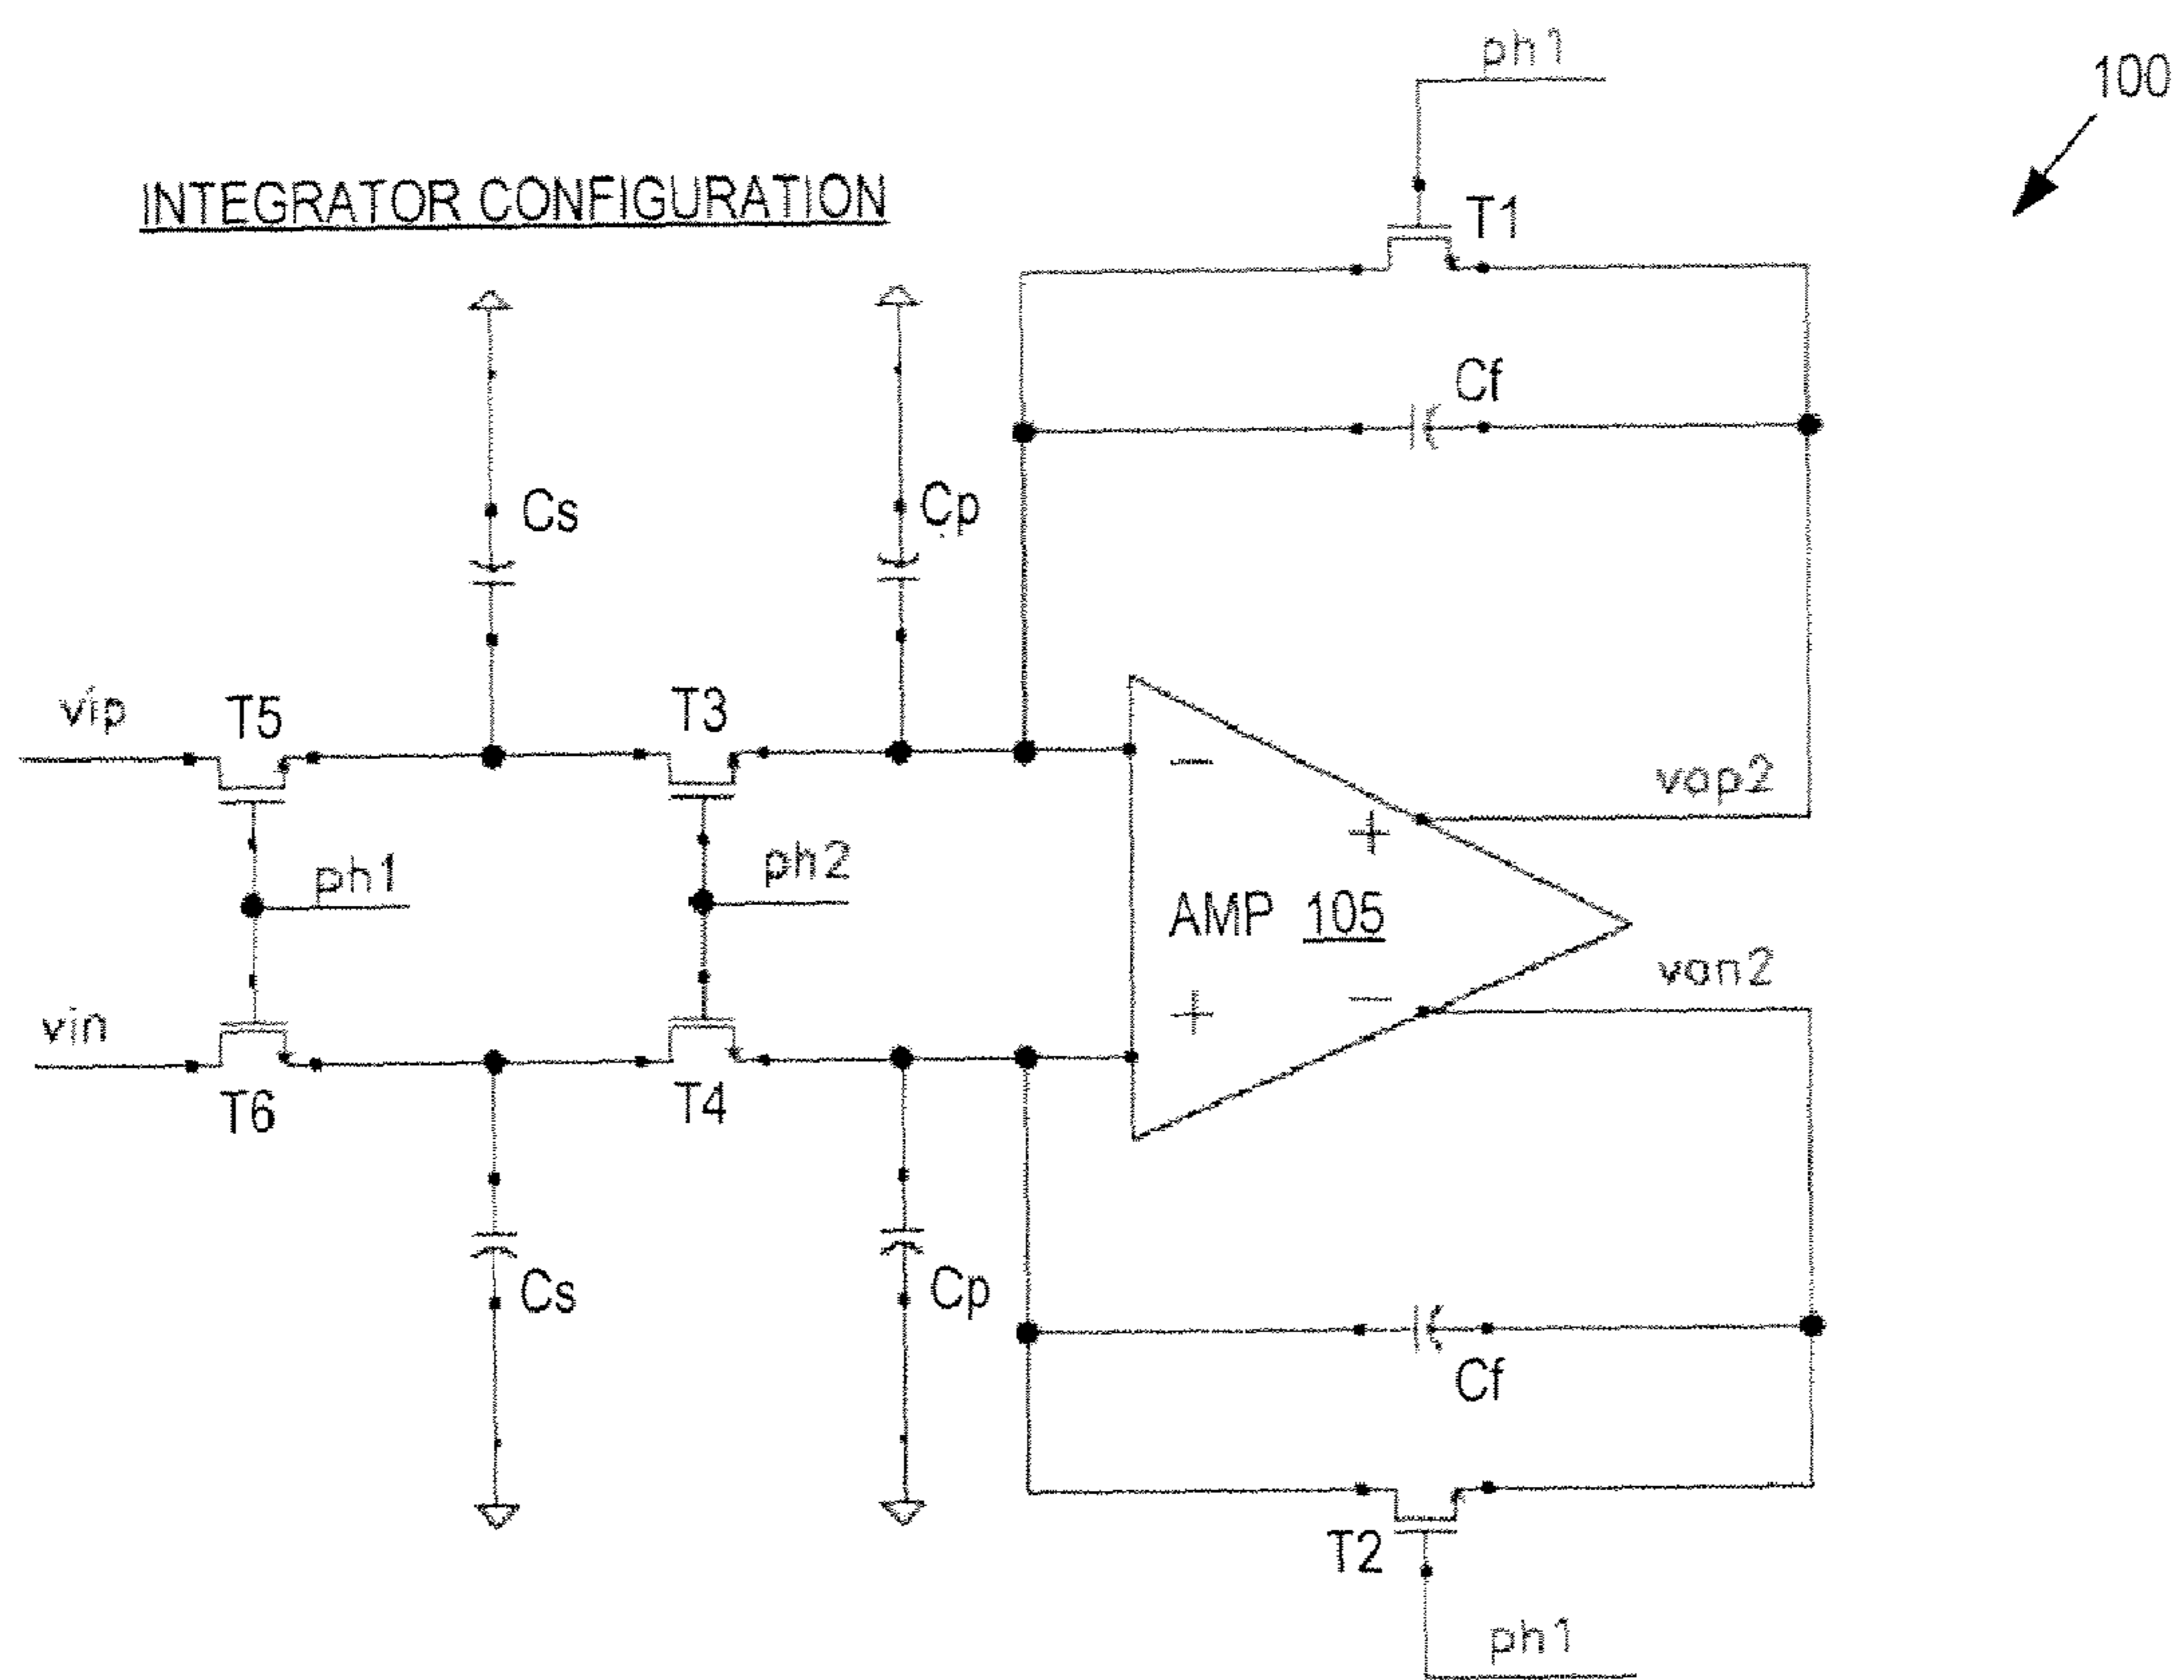 ph1
100
INTEGRATOR CONFIGURATION
T1
Cf
Cs
Cp
vip
T5
T3
−
vop2
+
ph1
ph2
AMP 105
von2
vin
+
−
T6
T4
Cs
Cp
Cf
T2
ph1